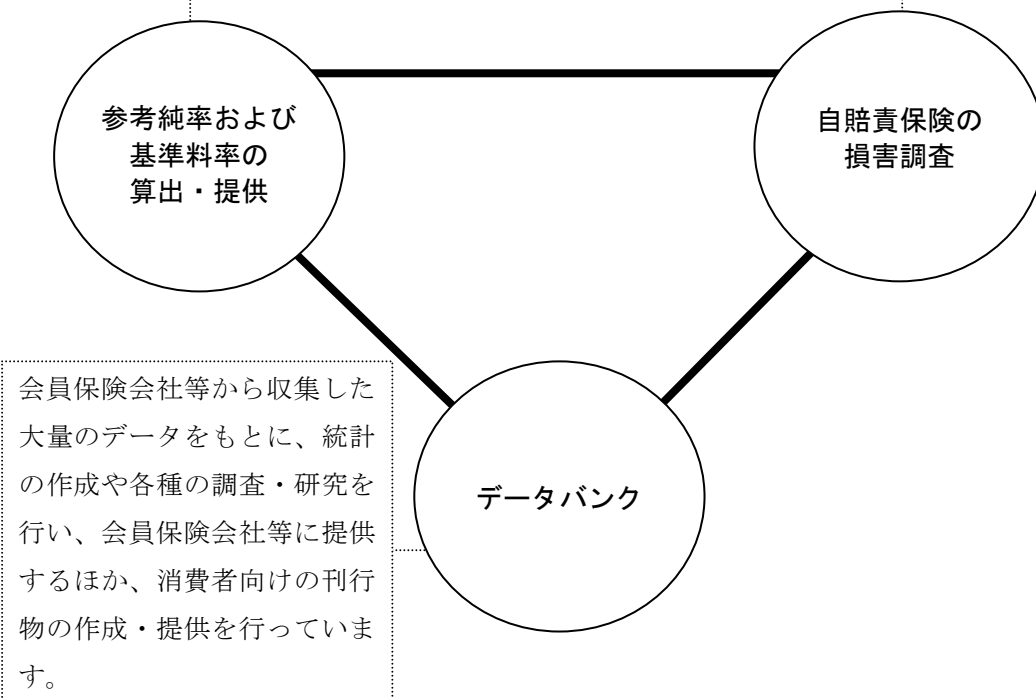 参考純率および
基準料率の
算出・提供
自賠責保険の
損害調査
データバンク
会員保険会社等から収集した
大量のデータをもとに、統計
の作成や各種の調査・研究を
行い、会員保険会社等に提供
するほか、消費者向けの刊行
物の作成・提供を行っていま
す。